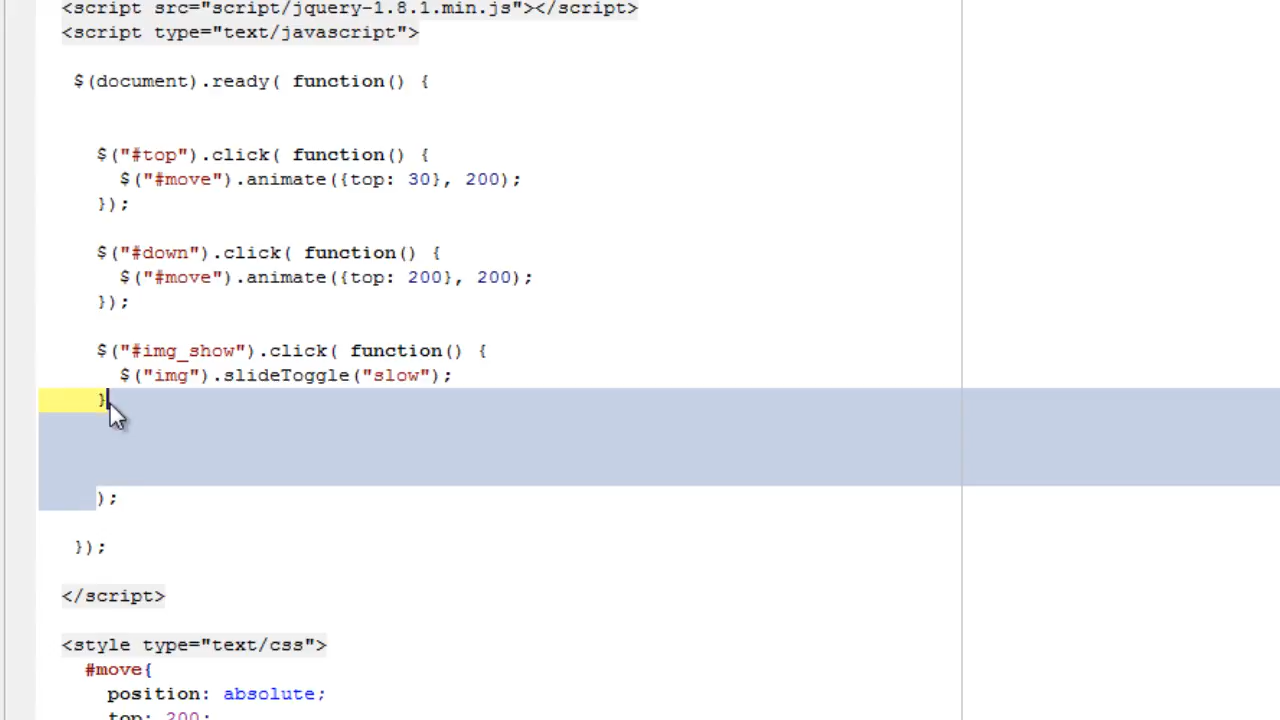 <script src="script/jquery-1.8.1.min.js"></script>
<script type="text/javascript">
$(document).ready( function() {
$("#top").click( function() {
$("#move").animate({top: 30}, 200);
});
$("#down").click( function() {
$("#move").animate({top: 200}, 200);
});
$("#img_show").click( function() {
$("img").slideToggle("slow");
}
);
});
</script>
<style type="text/css">
#move{
position: absolute;
top: 200;